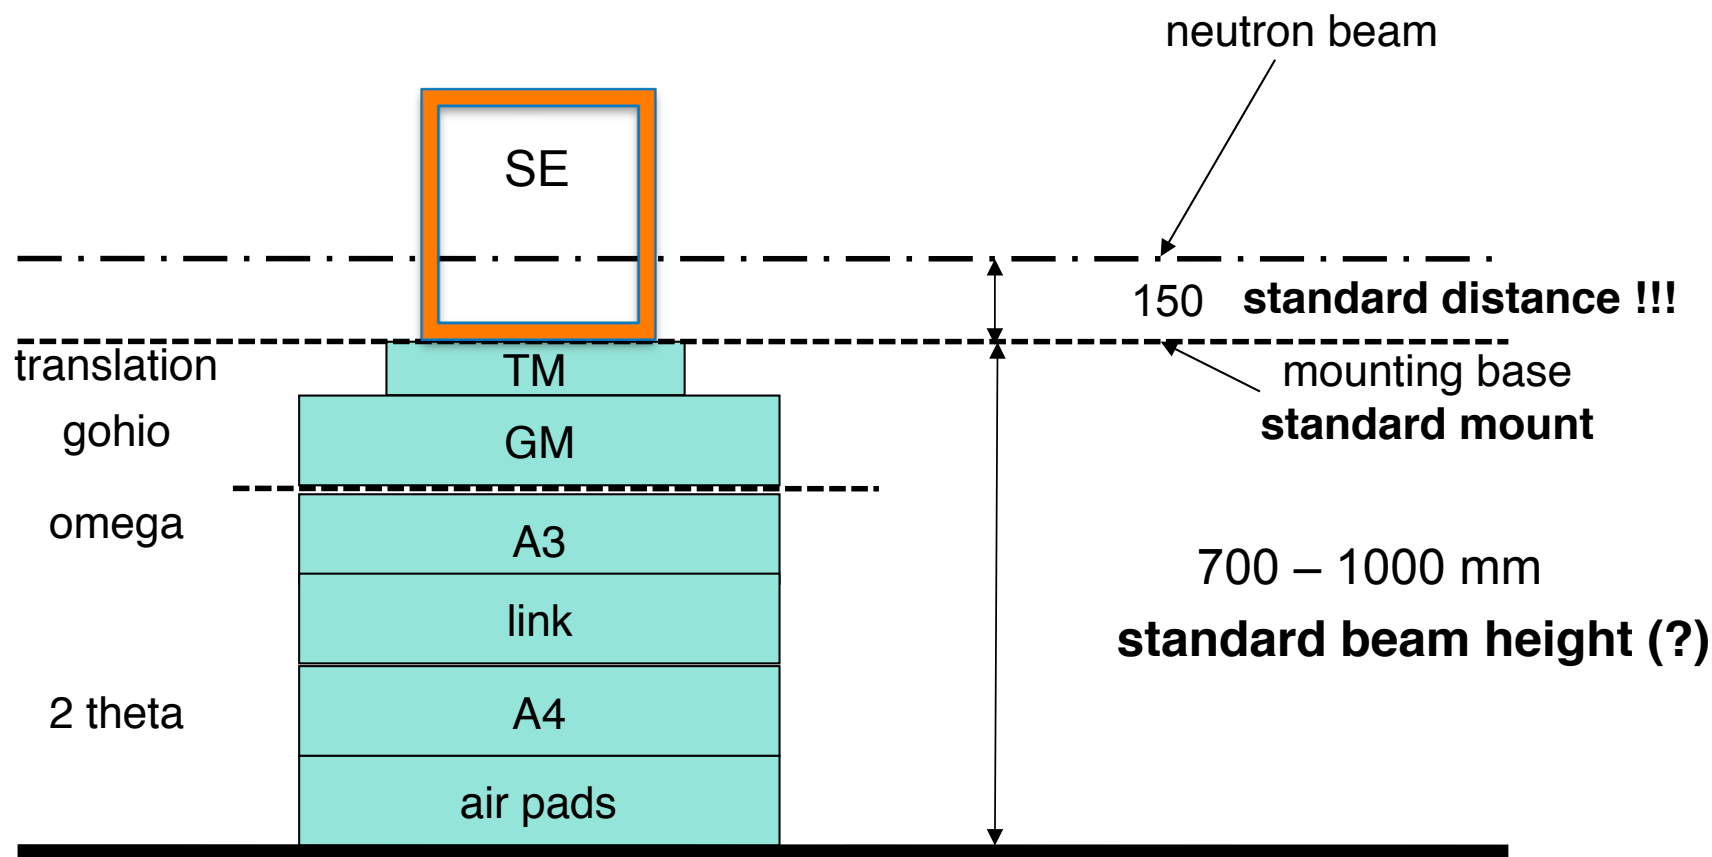 neutron beam
SE
150 standard distance !!!
translation
TM
mounting base
standard mount
gohio
GM
omega
A3
700 – 1000 mm
link
standard beam height (?)
2 theta
A4
air pads